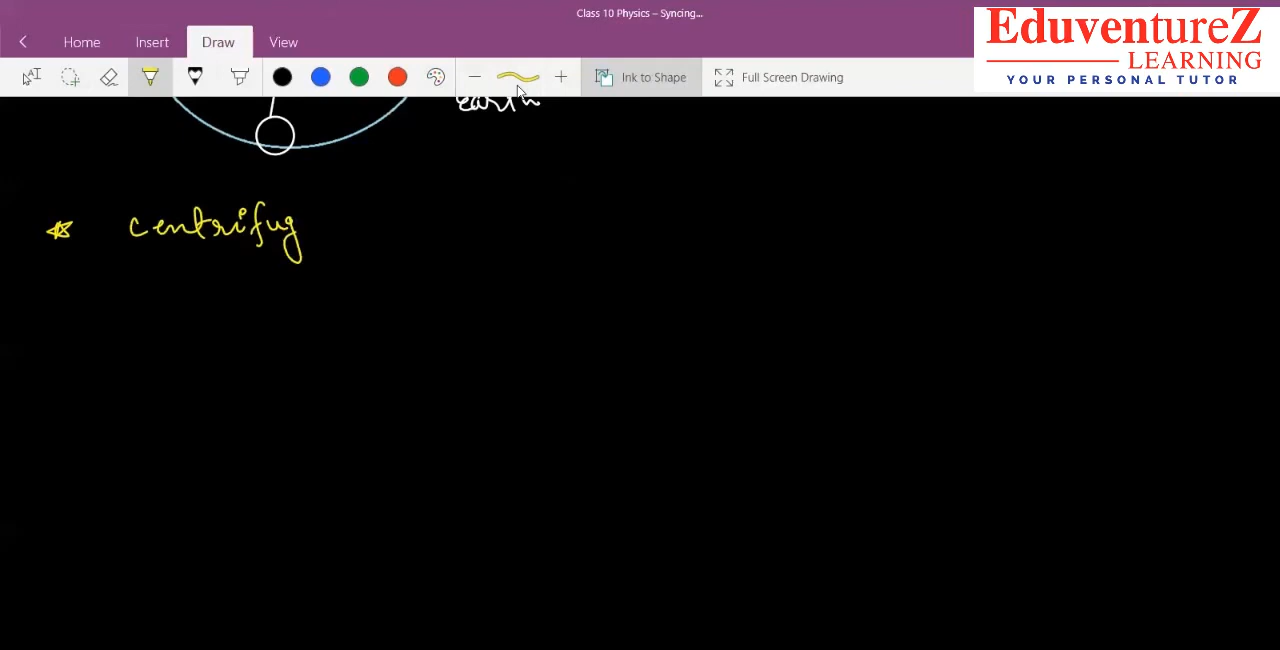 Class 10 Physics – Syncing...
EduventureZ
LEARNING
YOUR PERSONAL TUTOR
Home Insert Draw View
Ink to Shape Full Screen Drawing
earth
centrifug